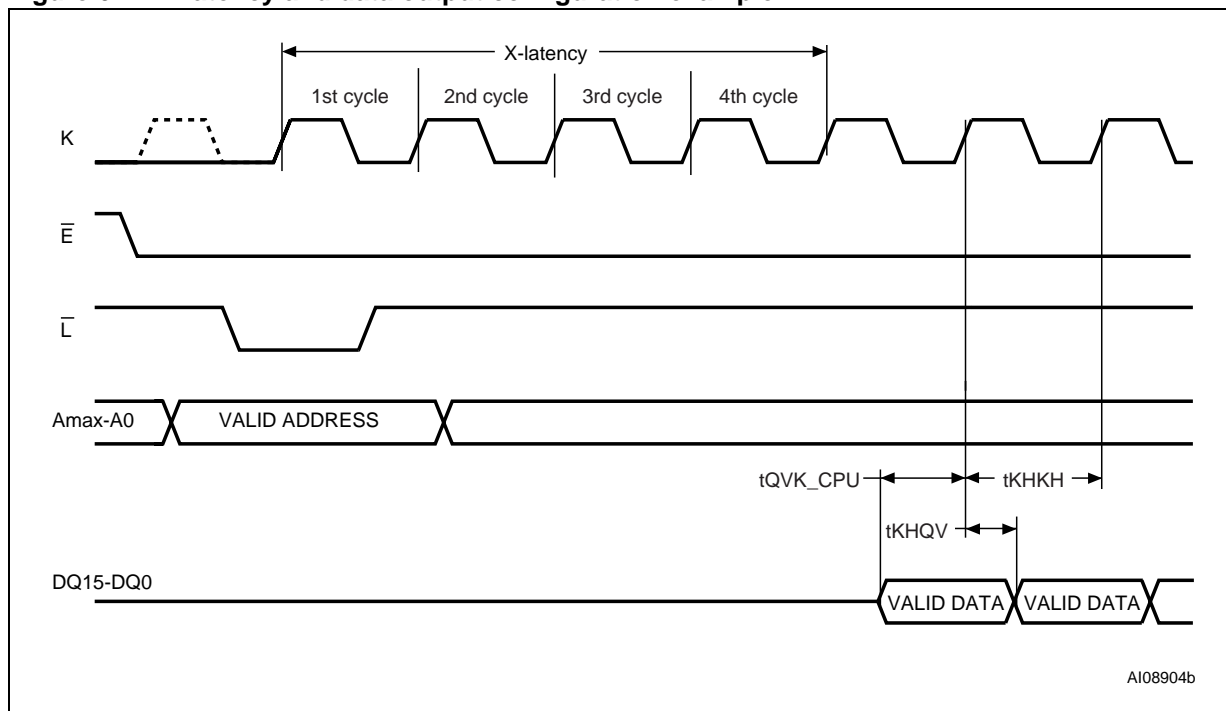 X-latency
1st cycle 2nd cycle 3rd cycle 4th cycle
K
E
L
Amax-A0 VALID ADDRESS
tQVK_CPU tKHKH
tKHQV
DQ15-DQ0
VALID DATA VALID DATA
AI08904b